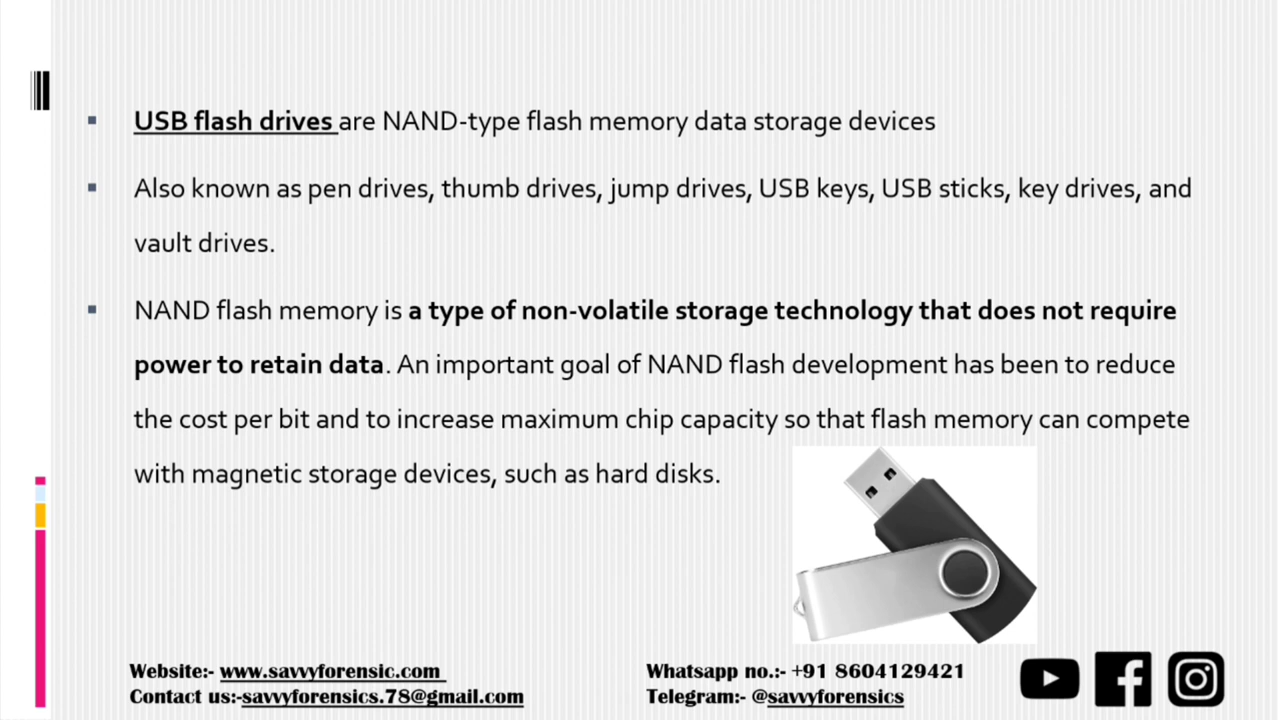 USB flash drives are NAND-type flash memory data storage devices
Also known as pen drives, thumb drives, jump drives, USB keys, USB sticks, key drives, and
vault drives.
NAND flash memory is a type of non-volatile storage technology that does not require
power to retain data. An important goal of NAND flash development has been to reduce
the cost per bit and to increase maximum chip capacity so that flash memory can compete
with magnetic storage devices, such as hard disks.
Website:- www.savvyforensic.com
Whatsapp no.:- +91 8604129421
Contact us:-savvyforensics.78@gmail.com
Telegram:- @savvyforensics